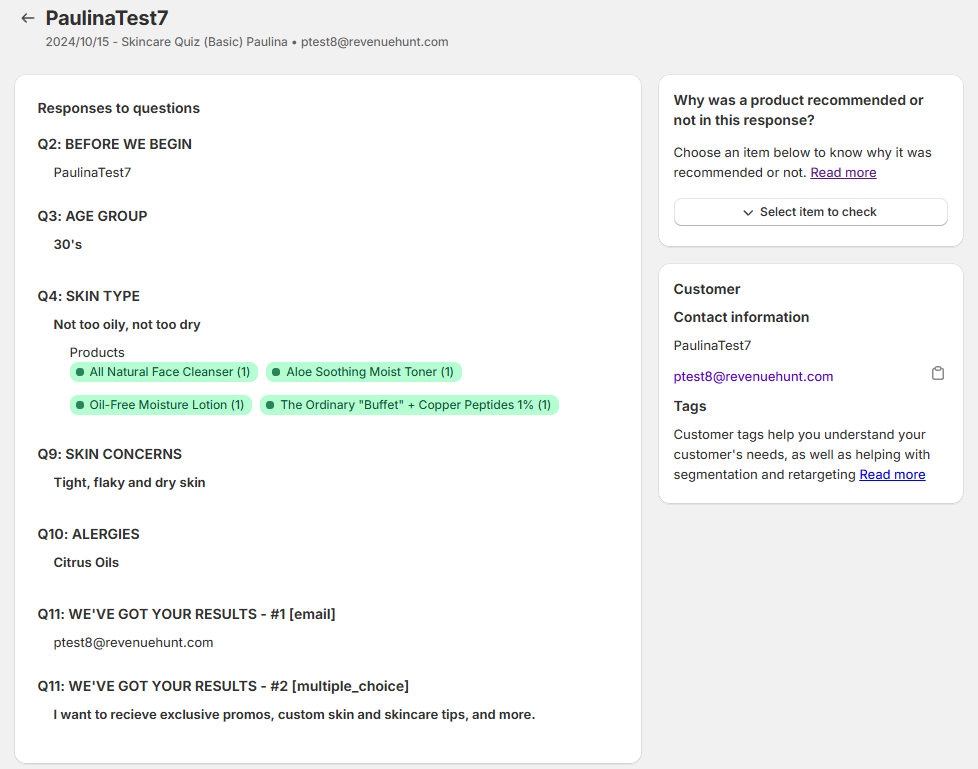 PaulinaTest7
2024/10/15 - Skincare Quiz (Basic) Paulina • ptest8@revenuehunt.com
Responses to questions
Q2: BEFORE WE BEGIN
PaulinaTest7
Q3: AGE GROUP
30's
Q4: SKIN TYPE
Not too oily, not too dry
Products
All Natural Face Cleanser (1) Aloe Soothing Moist Toner (1)
Oil-Free Moisture Lotion (1) The Ordinary "Buffet" + Copper Peptides 1% (1)
Q9: SKIN CONCERNS
Tight, flaky and dry skin
Q10: ALERGIES
Citrus Oils
Q11: WE'VE GOT YOUR RESULTS - #1 [email]
ptest8@revenuehunt.com
Q11: WE'VE GOT YOUR RESULTS - #2 [multiple_choice]
I want to recieve exclusive promos, custom skin and skincare tips, and more.
Why was a product recommended or
not in this response?
Choose an item below to know why it was
recommended or not. Read more
Select item to check
Customer
Contact information
PaulinaTest7
ptest8@revenuehunt.com
Tags
Customer tags help you understand your
customer's needs, as well as helping with
segmentation and retargeting Read more